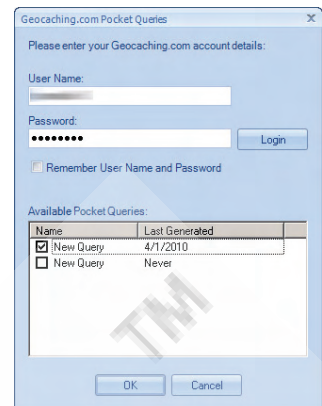 Geocaching.com Pocket Queries X
Please enter your Geocaching.com account details:
User Name:
Password:
●●●●●●●●
Login
Remember User Name and Password
Available Pocket Queries:
Name Last Generated
New Query 4/1/2010
New Query Never
TM
OK Cancel